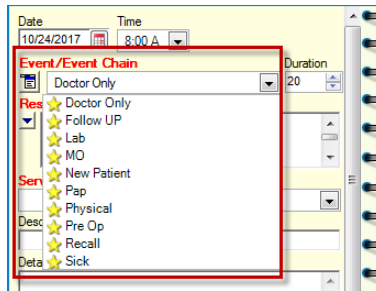 Date Time
10/24/2017 8:00 A
Event/Event Chain Duration
Doctor Only 20
Res
Doctor Only
Follow UP
Lab
MO
New Patient
Serv
Pap
Physical
Desc
Pre Op
Recall
Deta
Sick